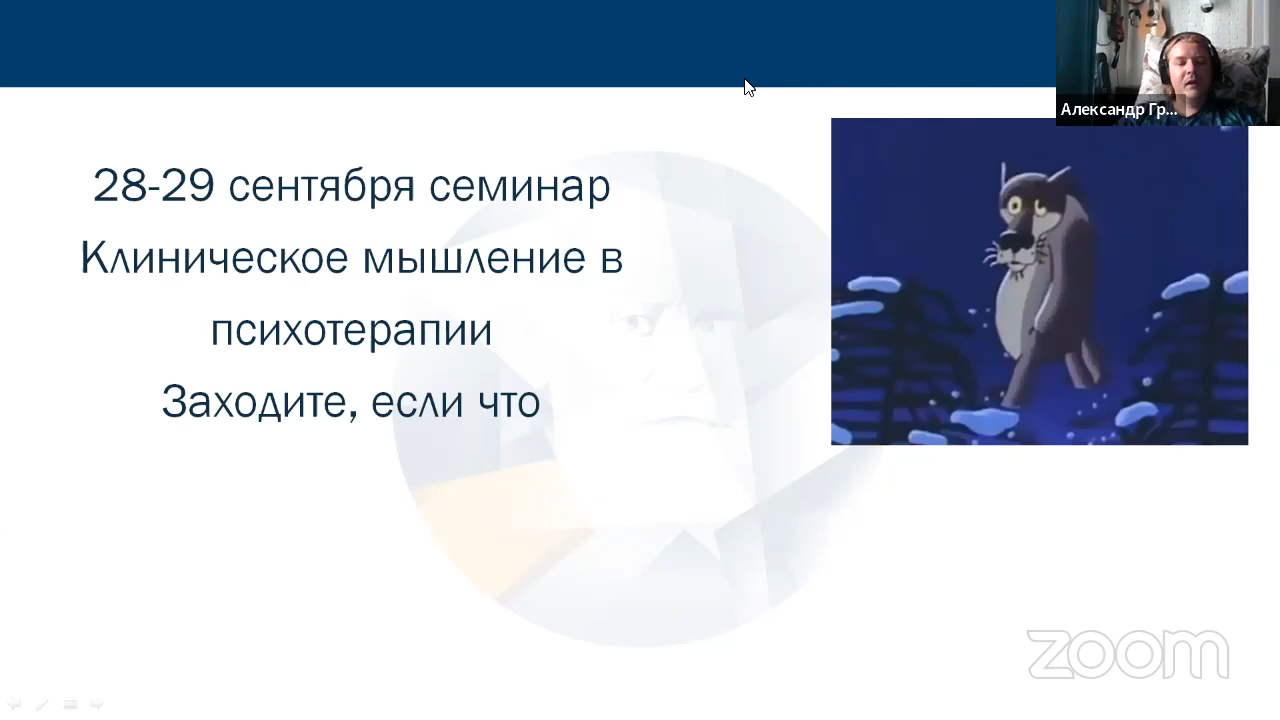 Александр Гр...
28-29 сентября семинар
Клиническое мышление в
психотерапии
Заходите, если что
zoom